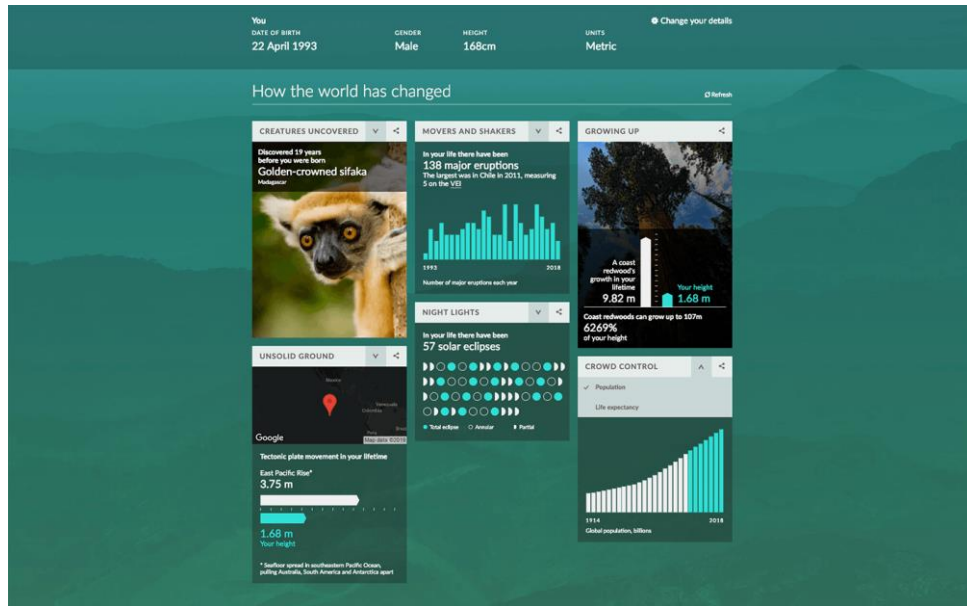 You
Change your details
DATE OF BIRTH
GENDER
HEIGHT
UNITS
22 April 1993
Male
168cm
Metric
How the world has changed
Refresh
CREATURES UNCOVERED
Discovered 19 years
before you were born
Golden-crowned sifaka
Madagascar
MOVERS AND SHAKERS
In your life there have been
138 major eruptions
The largest was in Chile in 2011, measuring
5 on the VEI
1993
2018
Number of major eruptions each year
GROWING UP
A coast
redwood's
growth in your
lifetime
9.82 m
Your height
1.68 m
Coast redwoods can grow up to 107m
6269%
of your height
NIGHT LIGHTS
In your life there have been
57 solar eclipses
Total eclipse
Annular
Partial
UNSOLID GROUND
Mexico
Venezuela
Colombia
Peru
Google
Map data ©2019
Tectonic plate movement in your lifetime
East Pacific Rise*
3.75 m
1.68 m
Your height
* Seafloor spread in southeastern Pacific Ocean,
pulling Australia, South America and Antarctica apart
CROWD CONTROL
Population
Life expectancy
1914
2018
Global population, billions